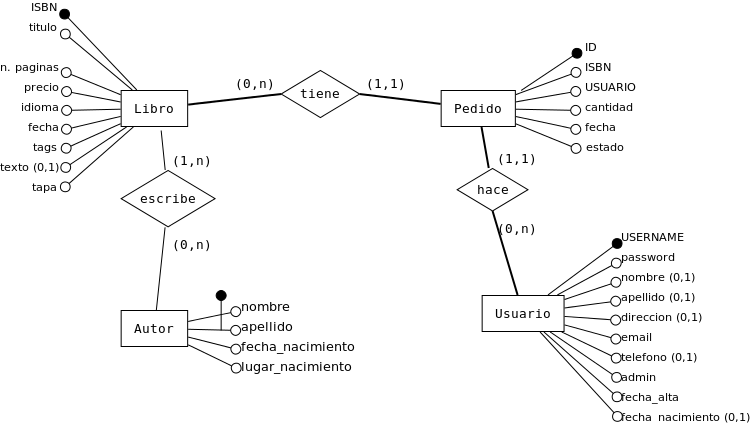 ISBN
titulo
n. paginas
precio
idioma
fecha
tags
texto (0,1)
tapa
Libro
(0,n)
tiene
(1,1)
Pedido
ID
ISBN
USUARIO
cantidad
fecha
estado
(1,n)
escribe
(0,n)
Autor
nombre
apellido
fecha_nacimiento
lugar_nacimiento
(1,1)
hace
(0,n)
Usuario
USERNAME
password
nombre (0,1)
apellido (0,1)
direccion (0,1)
email
telefono (0,1)
admin
fecha_alta
fecha_nacimiento (0,1)